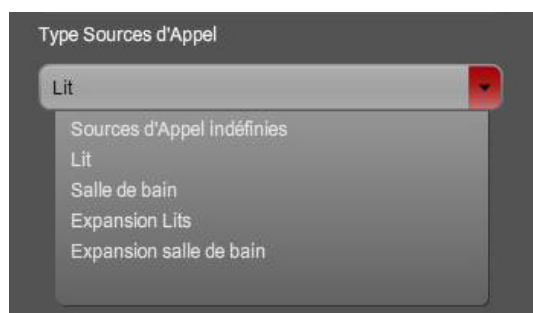 Type Sources d'Appel
Lit
Sources d'Appel indéfinies
Lit
Salle de bain
Expansion Lits
Expansion salle de bain